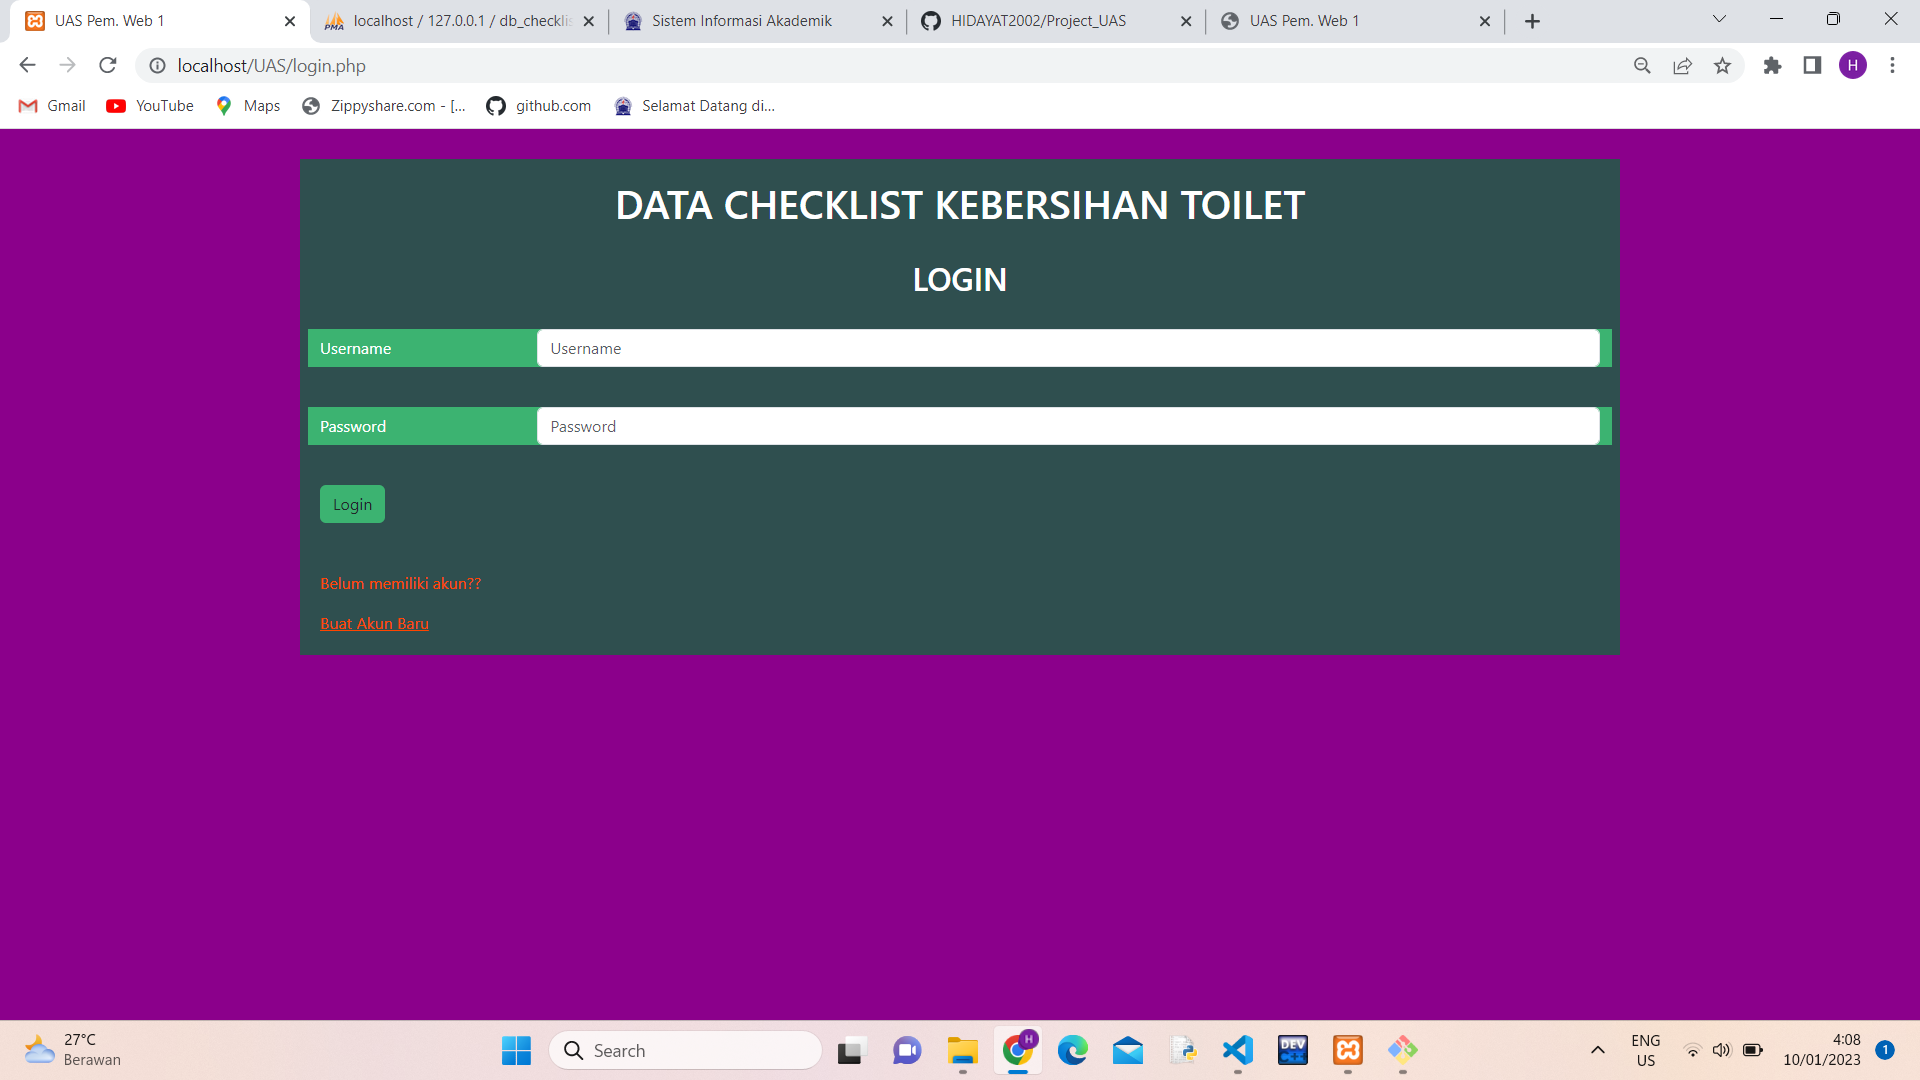 UAS Pem. Web 1
localhost / 127.0.0.1 / db_checklis
Sistem Informasi Akademik
HIDAYAT2002/Project_UAS
UAS Pem. Web 1
localhost/UAS/login.php
H
Gmail
YouTube
Maps
Zippyshare.com - [...
github.com
Selamat Datang di...
DATA CHECKLIST KEBERSIHAN TOILET
LOGIN
Username
Username
Password
Password
Login
Belum memiliki akun??
Buat Akun Baru
27°C
Berawan
Search
H
DEV
ENG
US
4:08
10/01/2023
1